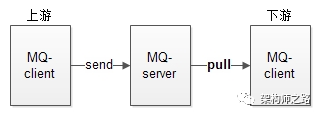 上游
下游
MQ-
client
send
MQ-
server
pull
MQ-
client
架构师之路